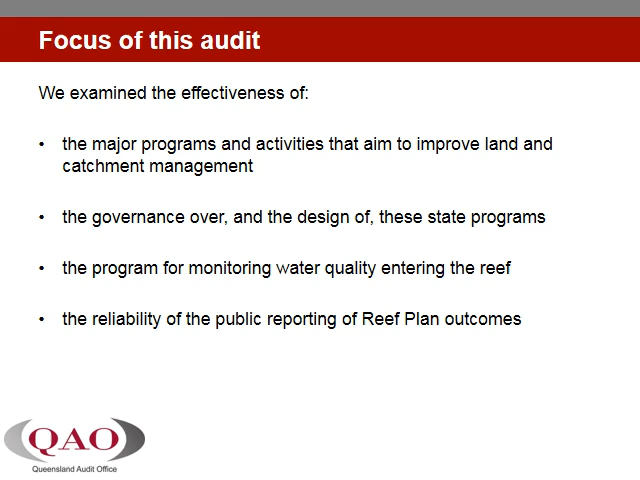 Focus of this audit
We examined the effectiveness of:
• the major programs and activities that aim to improve land and
catchment management
• the governance over, and the design of, these state programs
• the program for monitoring water quality entering the reef
• the reliability of the public reporting of Reef Plan outcomes
QAO
Queensland Audit Office